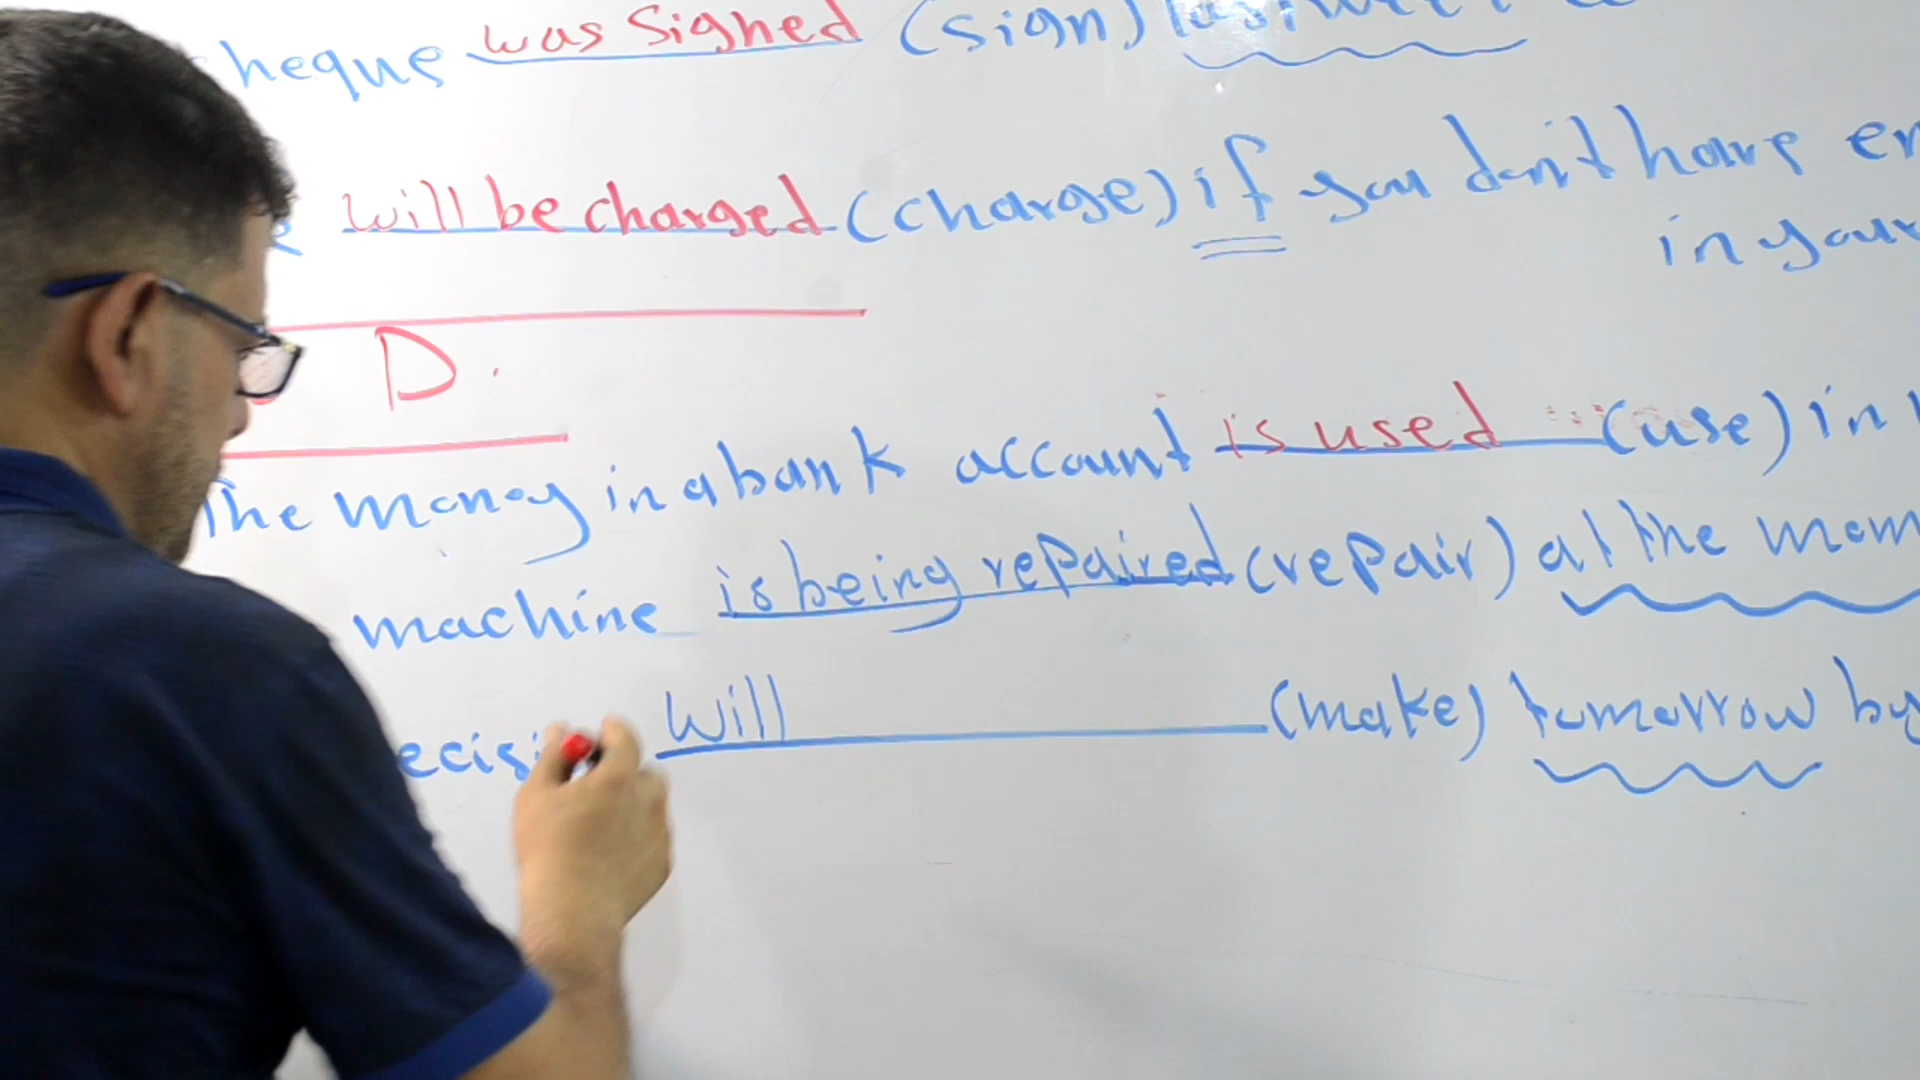 heque was signed (sign)
will be charged (charge) if you don't have
in your
D.
The money in a bank account is used (use) in
machine is being repaired (repair) at the mom
ecisi will (make) tomorrow by